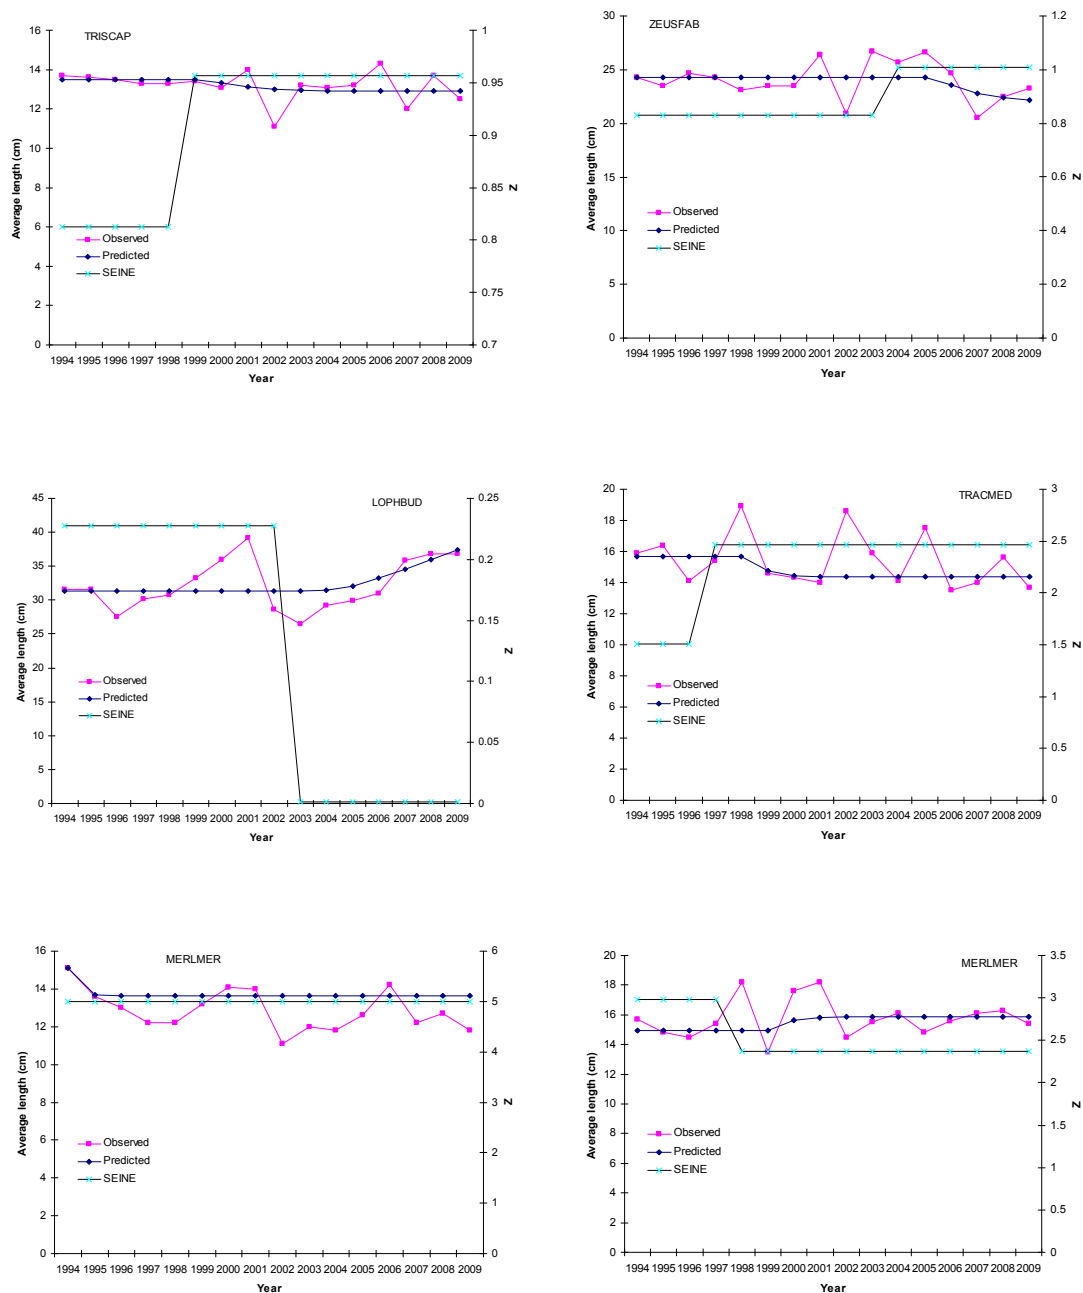 TRISCAP
Average length (cm)
16
14
12
10
8
6
4
2
0
1
0.95
0.9
0.85
0.8
0.75
0.7
Z
Observed
Predicted
SEINE
1994 1995 1996 1997 1998 1999 2000 2001 2002 2003 2004 2005 2006 2007 2008 2009
Year
ZEUSFAB
Average length (cm)
30
25
20
15
10
5
0
1.2
1
0.8
0.6
0.4
0.2
0
Z
Observed
Predicted
SEINE
1994 1995 1996 1997 1998 1999 2000 2001 2002 2003 2004 2005 2006 2007 2008 2009
Year
LOPHBUD
Average length (cm)
45
40
35
30
25
20
15
10
5
0
0.25
0.2
0.15
0.1
0.05
0
Z
Observed
Predicted
SEINE
1994 1995 1996 1997 1998 1999 2000 2001 2002 2003 2004 2005 2006 2007 2008 2009
Year
TRACMED
Average length (cm)
20
18
16
14
12
10
8
6
4
2
0
3
2.5
2
1.5
1
0.5
0
Z
Observed
Predicted
SEINE
1994 1995 1996 1997 1998 1999 2000 2001 2002 2003 2004 2005 2006 2007 2008 2009
Year
MERLMER
Average length (cm)
16
14
12
10
8
6
4
2
0
6
5
4
3
2
1
0
Z
Observed
Predicted
SEINE
1994 1995 1996 1997 1998 1999 2000 2001 2002 2003 2004 2005 2006 2007 2008 2009
Year
MERLMER
Average length (cm)
20
18
16
14
12
10
8
6
4
2
0
3.5
3
2.5
2
1.5
1
0.5
0
Z
Observed
Predicted
SEINE
1994 1995 1996 1997 1998 1999 2000 2001 2002 2003 2004 2005 2006 2007 2008 2009
Year